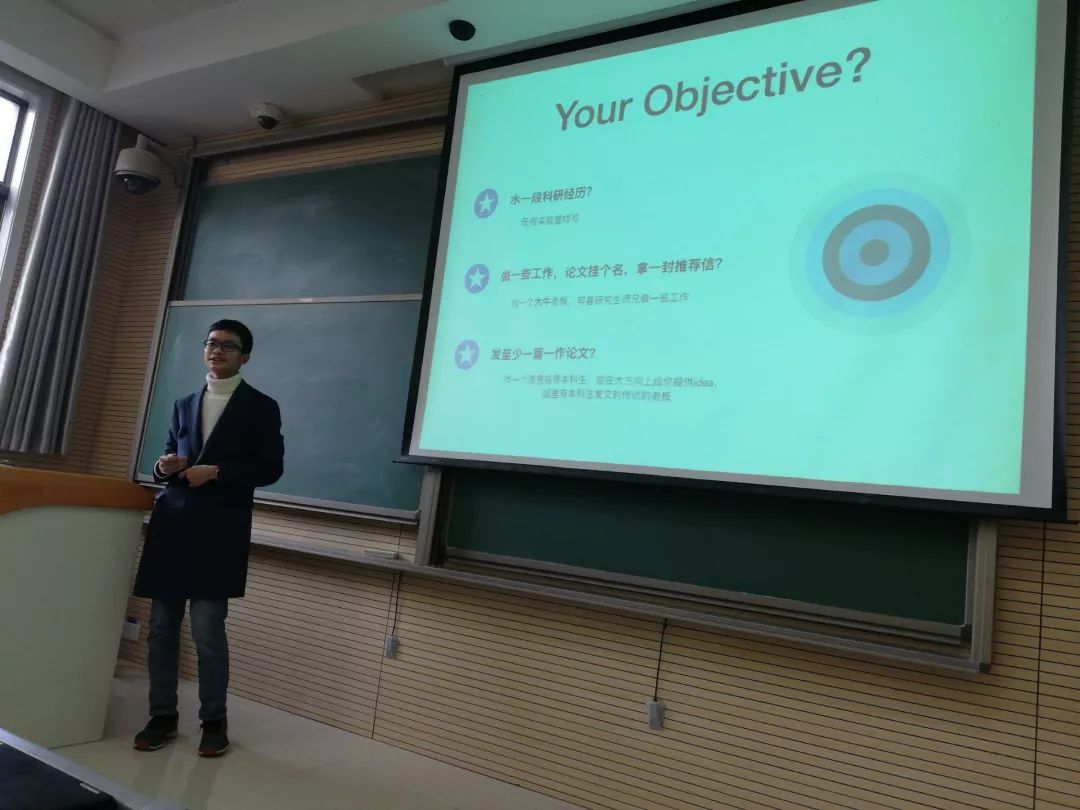 Your Objective?
水一段科研经历?
任何实验室均可
做一些工作，论文挂个名，拿一封推荐信?
找一个大牛老板，帮着研究生师兄做一些工作
发至少一篇一作论文?
找一个愿意指导本科生，能在大方向上给你提供idea，
组里有本科生发文的传统的老板